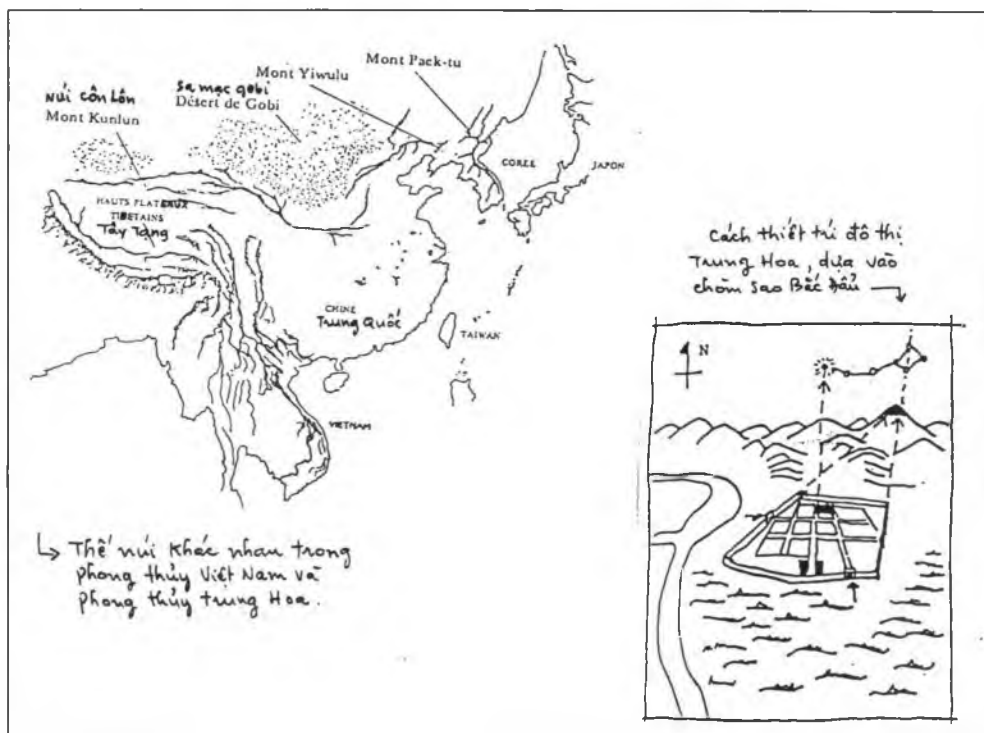 Mont Paek-tu
Mont Yiwulu
sa mạc gobi
Désert de Gobi
Núi côn lôn
Mont Kunlun
CORÉE
JAPON
HAUTS PLATEAUX
TIBETAINS
Tây Tạng
CHINE
Trung Quốc
TAIWAN
VIETNAM
Thế núi khác nhau trong
phong thủy Việt Nam và
phong thủy trung Hoa.
Cách thiết trí đô thị
Trung Hoa, dựa vào
chòm sao Bắc Đẩu
N